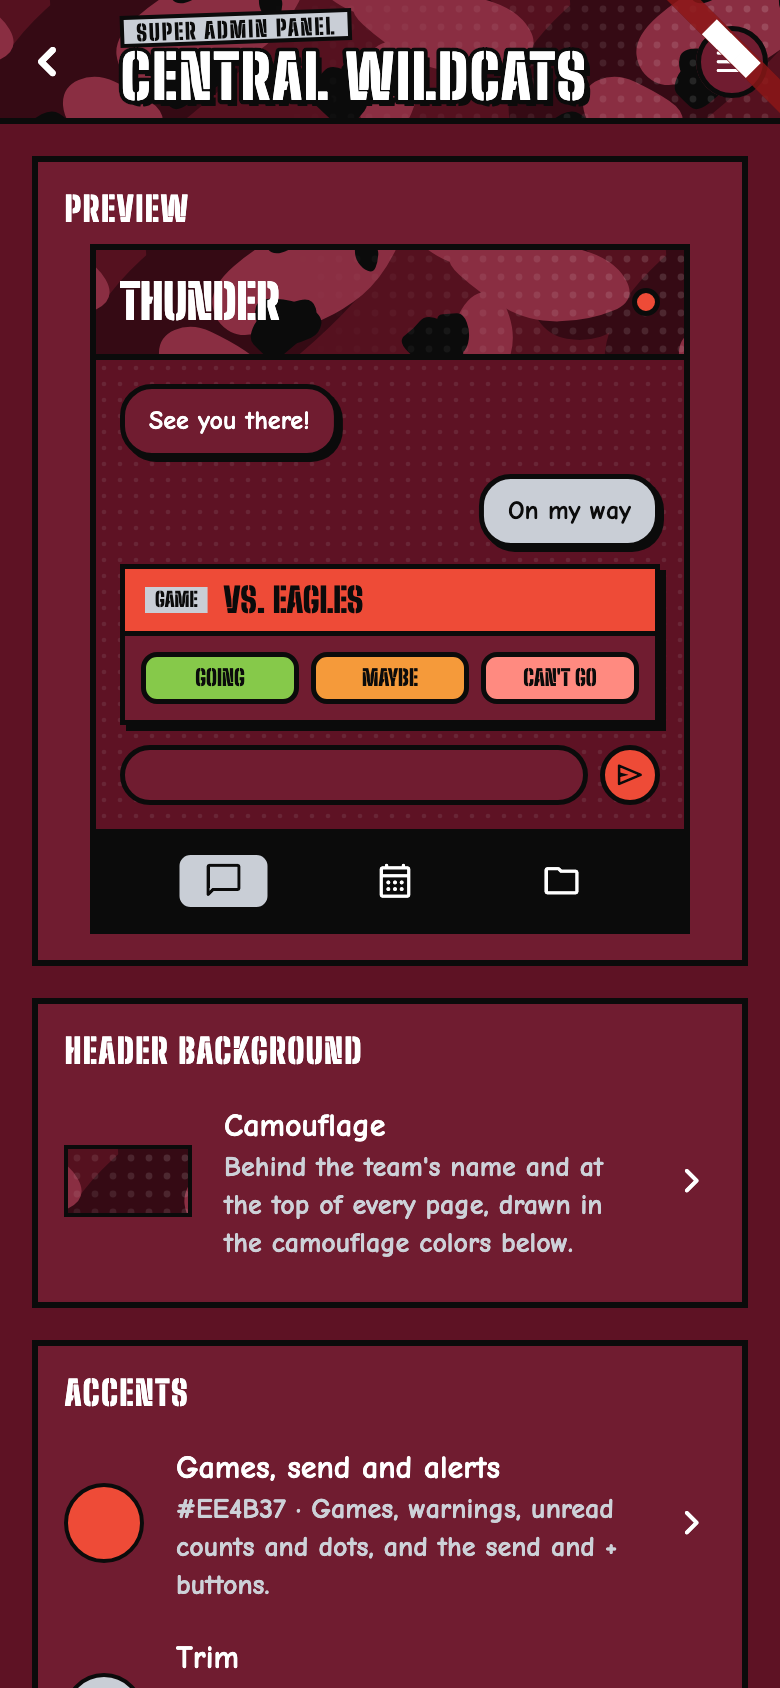 SUPER ADMIN PANEL
CENTRAL WILDCATS
PREVIEW
THUNDER
See you there!
On my way
GAME VS. EAGLES
GOING MAYBE CAN'T GO
HEADER BACKGROUND
Camouflage
Behind the team's name and at
the top of every page, drawn in
the camouflage colors below.
ACCENTS
Games, send and alerts
#EE4B37 · Games, warnings, unread
counts and dots, and the send and +
buttons.
Trim